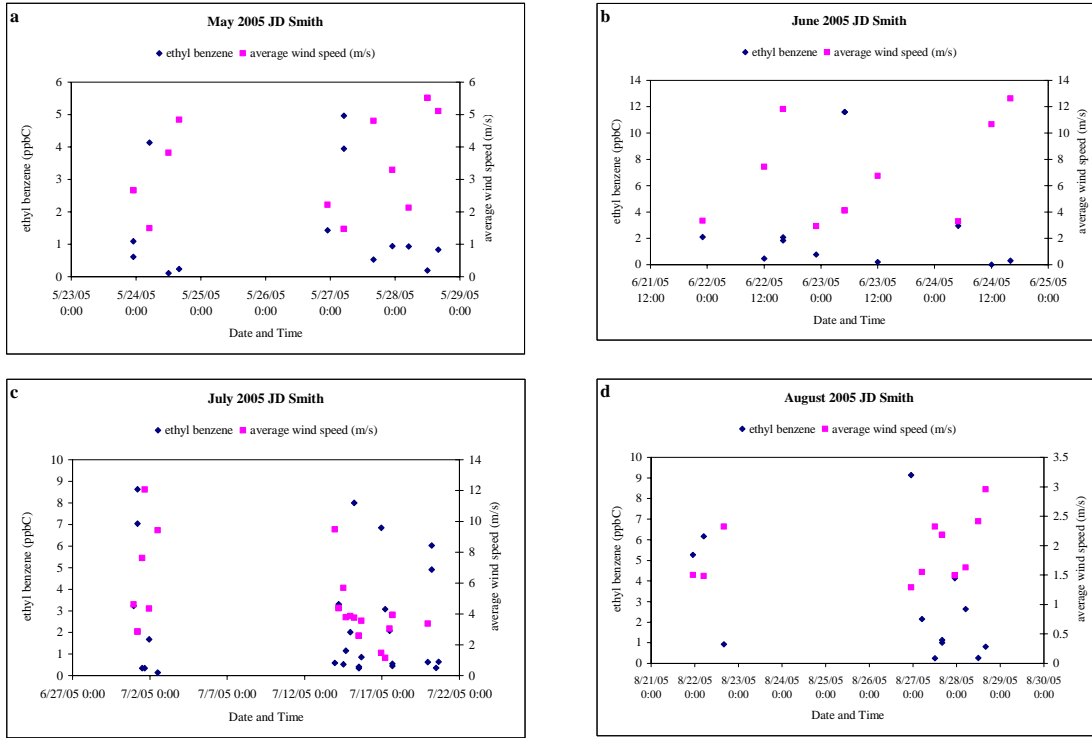 a
May 2005 JD Smith
ethyl benzene average wind speed (m/s)
6 6
5 5
4 4
3 3
2 2
1 1
0 0
ethyl benzene (ppbC)
average wind speed (m/s)
5/23/05 5/24/05 5/25/05 5/26/05 5/27/05 5/28/05 5/29/05
0:00 0:00 0:00 0:00 0:00 0:00 0:00
Date and Time
b
June 2005 JD Smith
ethyl benzene average wind speed (m/s)
14 14
12 12
10 10
8 8
6 6
4 4
2 2
0 0
ethyl benzene (ppbC)
average wind speed (m/s)
6/21/05 6/22/05 6/22/05 6/23/05 6/23/05 6/24/05 6/24/05 6/25/05
12:00 0:00 12:00 0:00 12:00 0:00 12:00 0:00
Date and Time
c
July 2005 JD Smith
ethyl benzene average wind speed (m/s)
10 14
9
8 12
7 10
6 8
5
4 6
3 4
2
1 2
0 0
ethyl benzene (ppbC)
average wind speed (m/s)
6/27/05 0:00 7/2/05 0:00 7/7/05 0:00 7/12/05 0:00 7/17/05 0:00 7/22/05 0:00
Date and Time
d
August 2005 JD Smith
ethyl benzene average wind speed (m/s)
10 3.5
9 3
8
7 2.5
6 2
5
4 1.5
3 1
2
1 0.5
0 0
ethyl benzene (ppbC)
average wind speed (m/s)
8/21/05 8/22/05 8/23/05 8/24/05 8/25/05 8/26/05 8/27/05 8/28/05 8/29/05 8/30/05
0:00 0:00 0:00 0:00 0:00 0:00 0:00 0:00 0:00 0:00
Date and Time